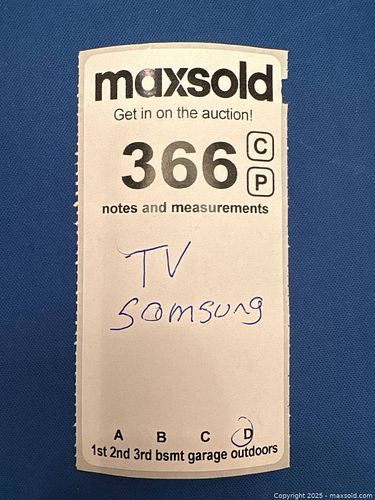 maxsold
Get in on the auction!
366 C
P
notes and measurements
TV
Samsung
A B C D
1st 2nd 3rd bsmt garage outdoors
Copyright 2025 - maxsold.com